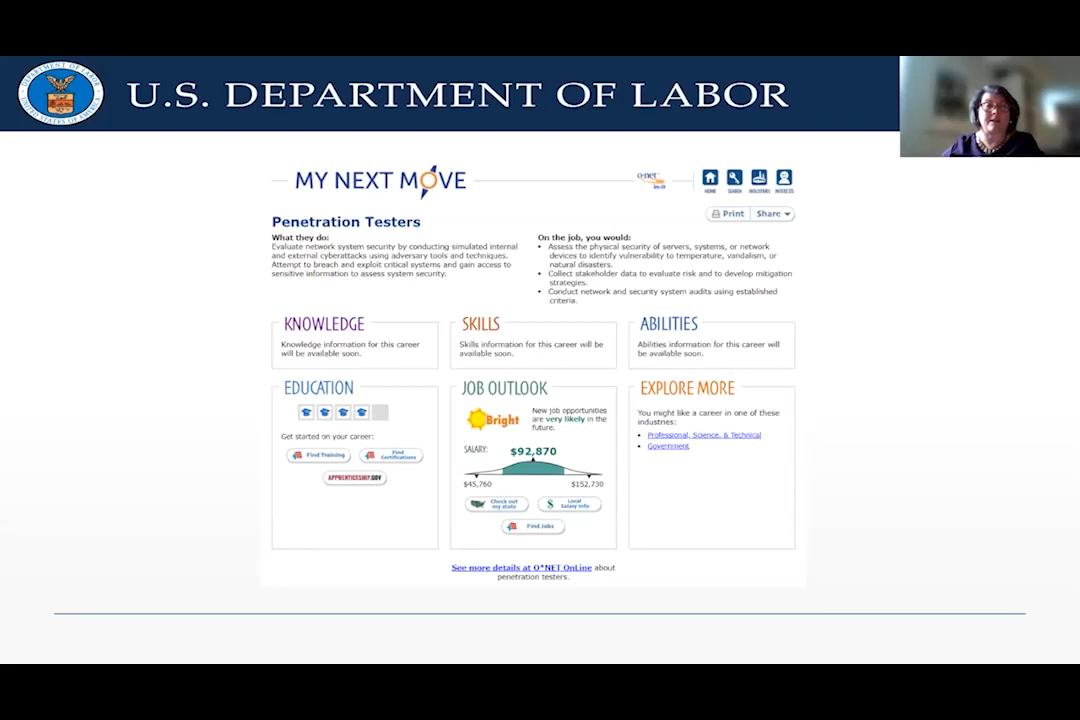 U.S. DEPARTMENT OF LABOR
MY NEXT MOVE
o*net
HOME SEARCH INDUSTRIES INTERESTS
Print Share
Penetration Testers
What they do:
Evaluate network system security by conducting simulated internal
and external cyberattacks using adversary tools and techniques.
Attempt to breach and exploit critical systems and gain access to
sensitive information to assess system security.
On the job, you would:
• Assess the physical security of servers, systems, or network
devices to identify vulnerability to temperature, vandalism, or
natural disasters.
• Collect stakeholder data to evaluate risk and to develop mitigation
strategies.
• Conduct network and security system audits using established
criteria.
KNOWLEDGE
Knowledge information for this career
will be available soon.
SKILLS
Skills information for this career will be
available soon.
ABILITIES
Abilities information for this career will
be available soon.
EDUCATION
Get started on your career:
Find Training
Find
Certifications
APPRENTICESHIP.GOV
JOB OUTLOOK
Bright
New job opportunities
are very likely in the
future.
SALARY: $92,870
$45,760 $152,730
Check out
my state
Local
Salary Info
Find Jobs
EXPLORE MORE
You might like a career in one of these
industries:
• Professional, Science, & Technical
• Government
See more details at O*NET OnLine about
penetration testers.